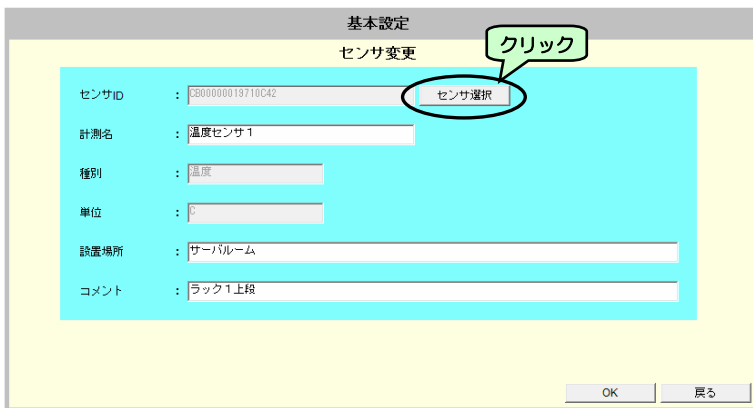 基本設定
センサ変更
クリック
センサID : CB00000019710C42 センサ選択
計測名 : 温度センサ1
種別 : 温度
単位 : C
設置場所 : サーバルーム
コメント : ラック1上段
OK 戻る